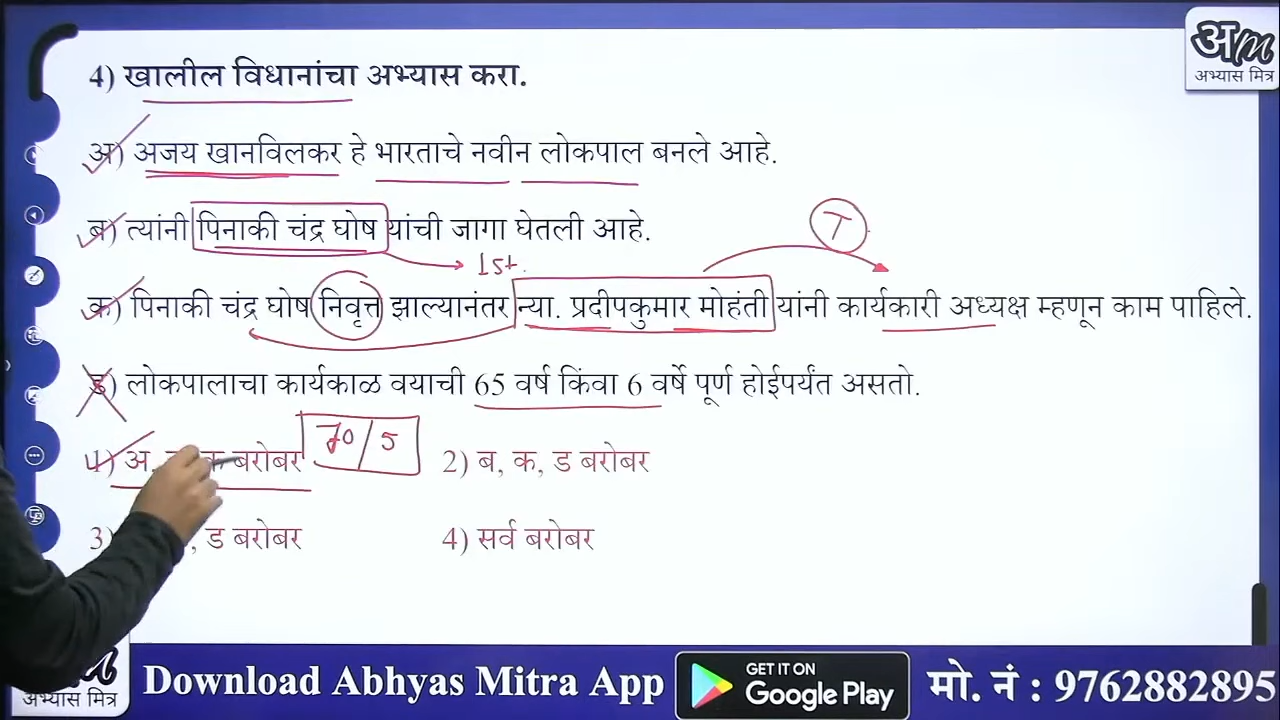 अm
अभ्यास मित्र
4) खालील विधानांचा अभ्यास करा.
अ) अजय खानविलकर हे भारताचे नवीन लोकपाल बनले आहे.
ब) त्यांनी पिनाकी चंद्र घोष यांची जागा घेतली आहे.
T
1st.
क) पिनाकी चंद्र घोष निवृत्त झाल्यानंतर न्या. प्रदीपकुमार मोहंती यांनी कार्यकारी अध्यक्ष म्हणून काम पाहिले.
ड) लोकपालाचा कार्यकाळ वयाची 65 वर्ष किंवा 6 वर्षे पूर्ण होईपर्यंत असतो.
70/5
1) अ, क बरोबर 2) ब, क, ड बरोबर
3) ड बरोबर 4) सर्व बरोबर
अभ्यास मित्र
Download Abhyas Mitra App GET IT ON Google Play मो. नं : 9762882895